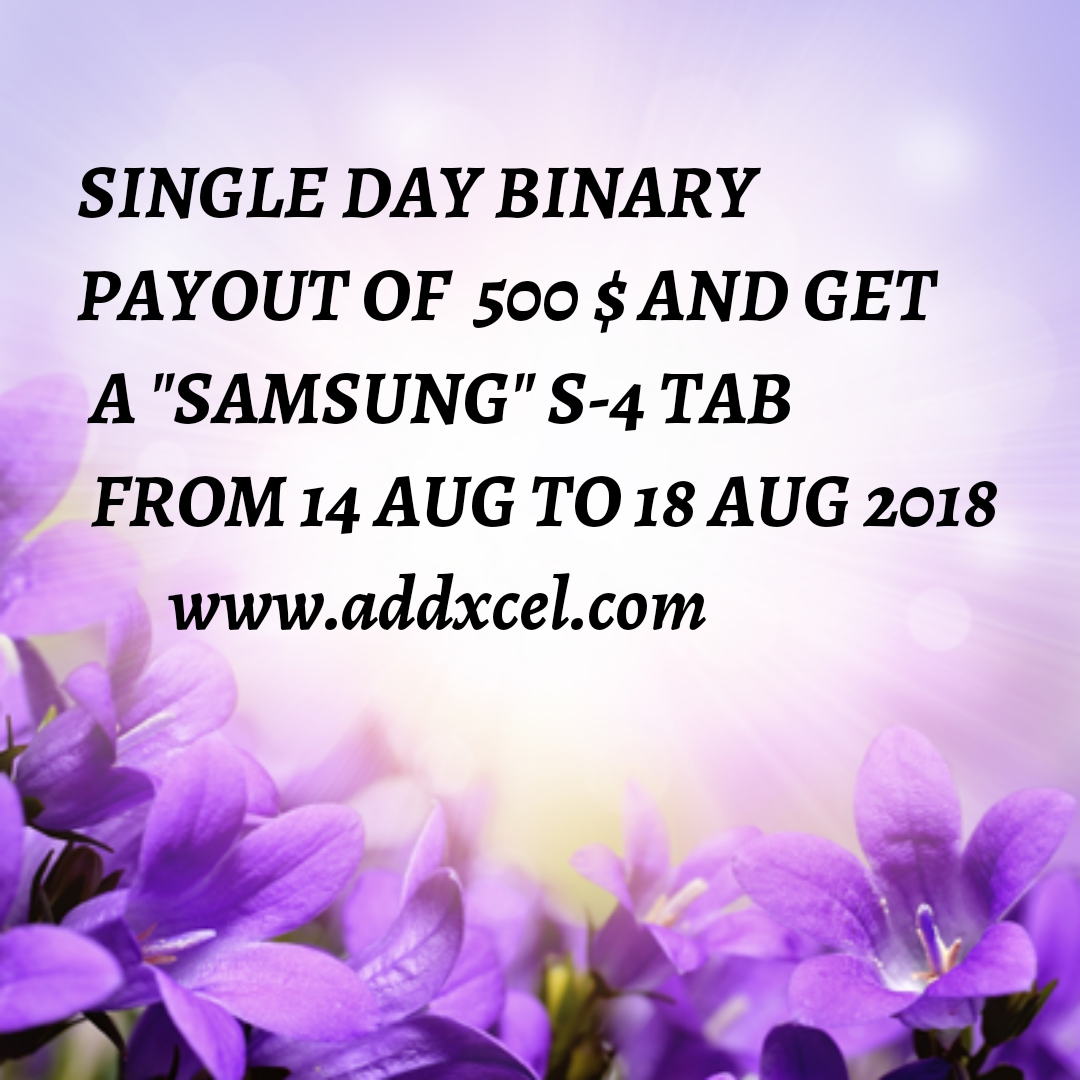 SINGLE DAY BINARY
PAYOUT OF 500 $ AND GET
A "SAMSUNG" S-4 TAB
FROM 14 AUG TO 18 AUG 2018
www.addxcel.com